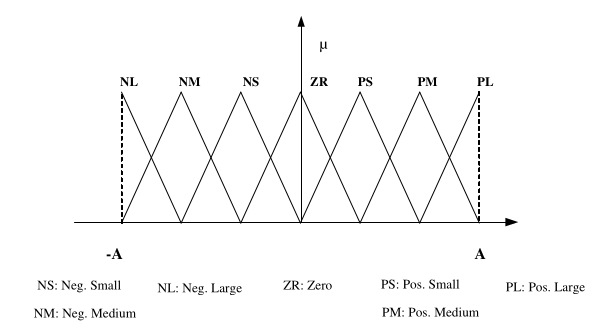 μ
NL NM NS ZR PS PM PL
-A A
NS: Neg. Small NL: Neg. Large ZR: Zero PS: Pos. Small PL: Pos. Large
NM: Neg. Medium PM: Pos. Medium